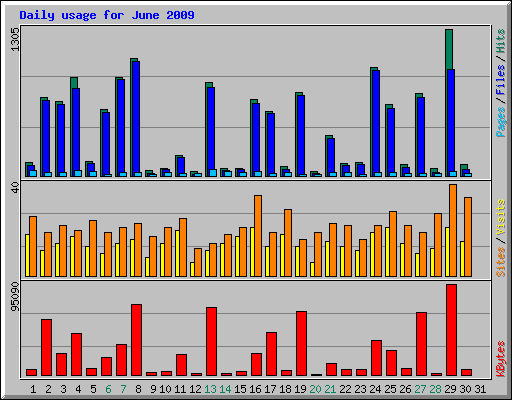 Daily usage for June 2009
1305
Pages / Files / Hits
40
Sites / Visits
95090
KBytes
1 2 3 4 5 6 7 8 9 10 11 12 13 14 15 16 17 18 19 20 21 22 23 24 25 26 27 28 29 30 31